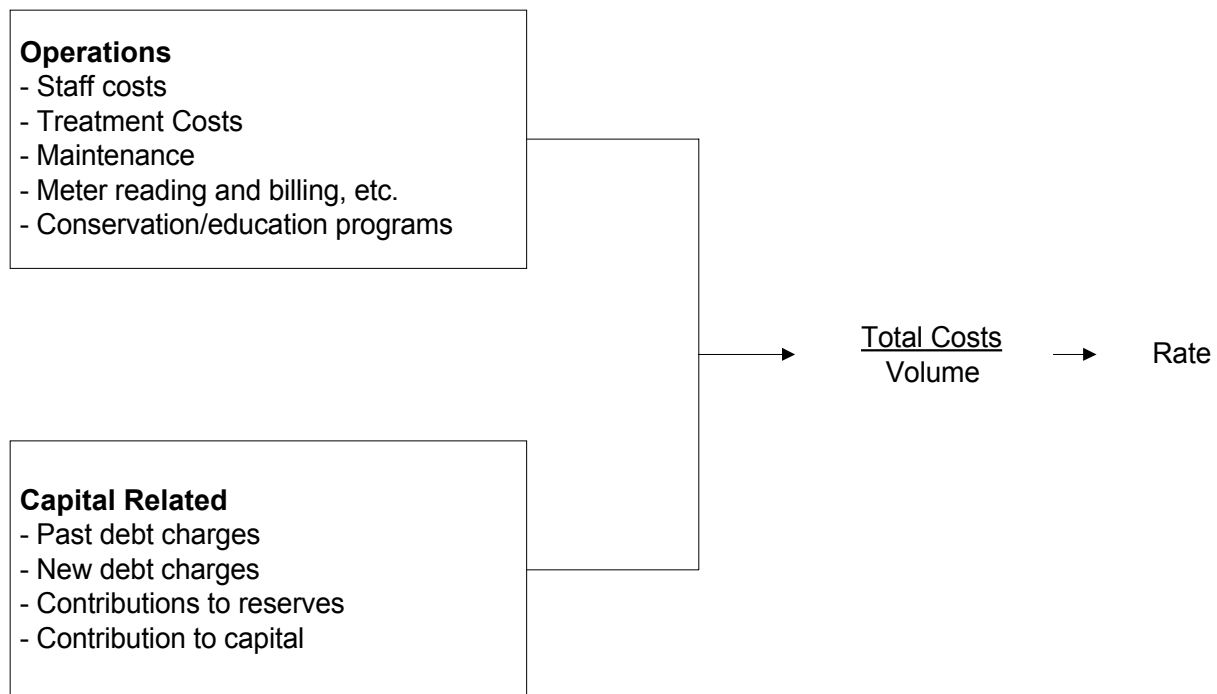 Operations
- Staff costs
- Treatment Costs
- Maintenance
- Meter reading and billing, etc.
- Conservation/education programs
Total Costs
Volume
Rate
Capital Related
- Past debt charges
- New debt charges
- Contributions to reserves
- Contribution to capital